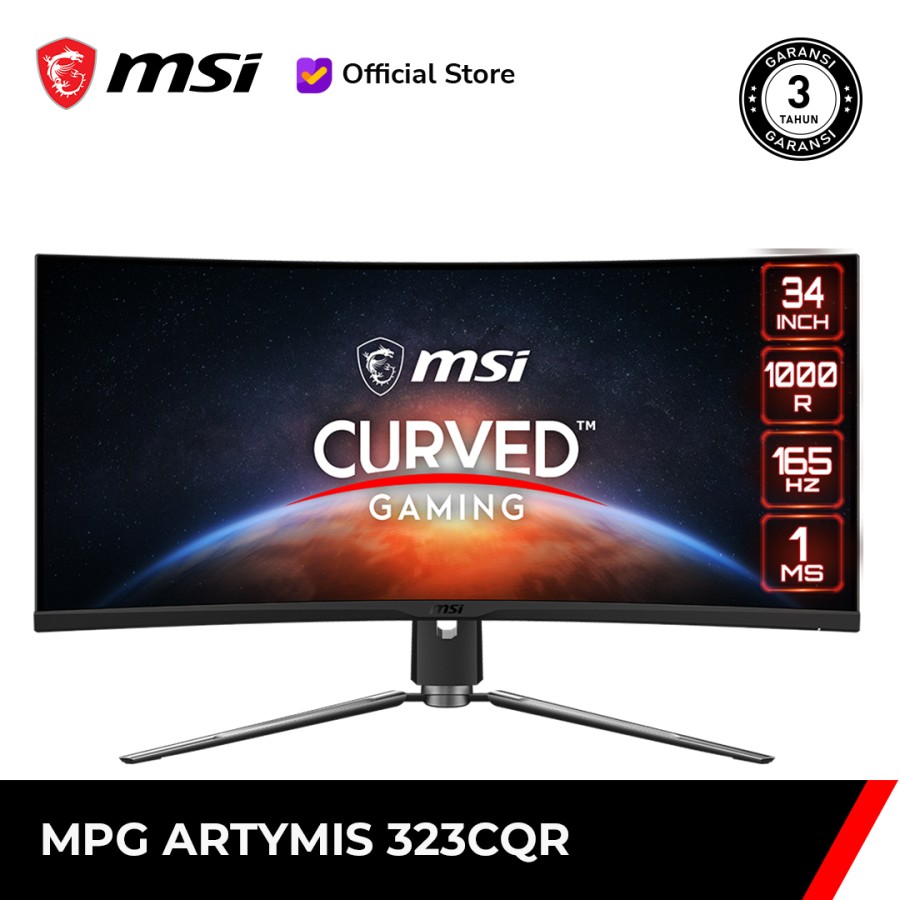 msi
Official Store
GARANSI
3
TAHUN
GARANSI
msi
CURVED™
GAMING
34
INCH
1000
R
165
HZ
1
MS
msi
MPG ARTYMIS 323CQR